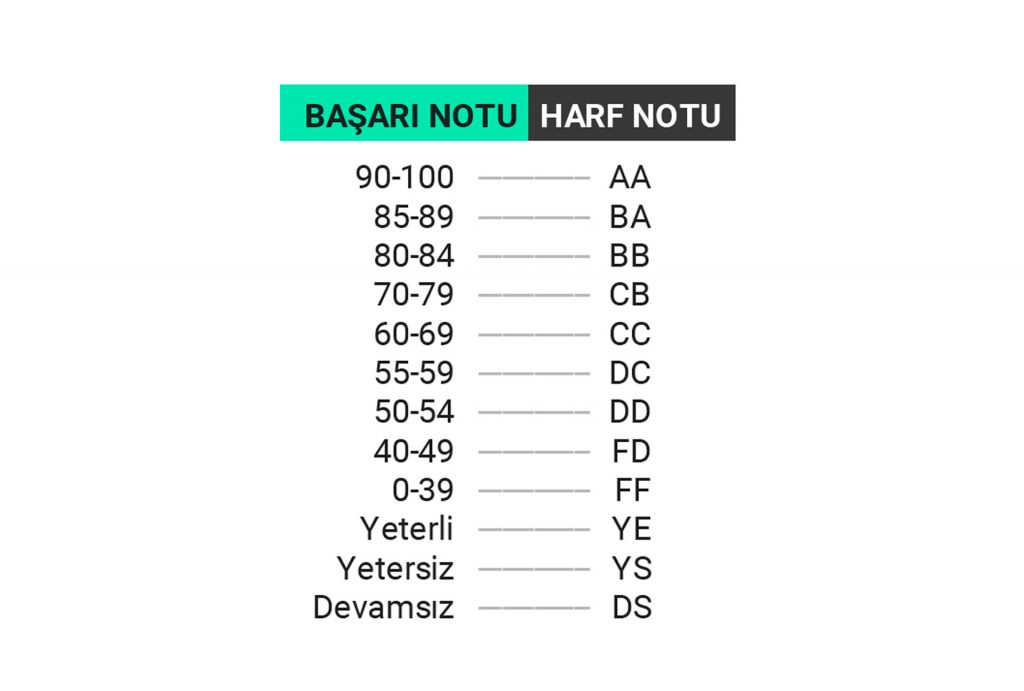 BAŞARI NOTU HARF NOTU
90-100 AA
85-89 BA
80-84 BB
70-79 CB
60-69 CC
55-59 DC
50-54 DD
40-49 FD
0-39 FF
Yeterli YE
Yetersiz YS
Devamsız DS